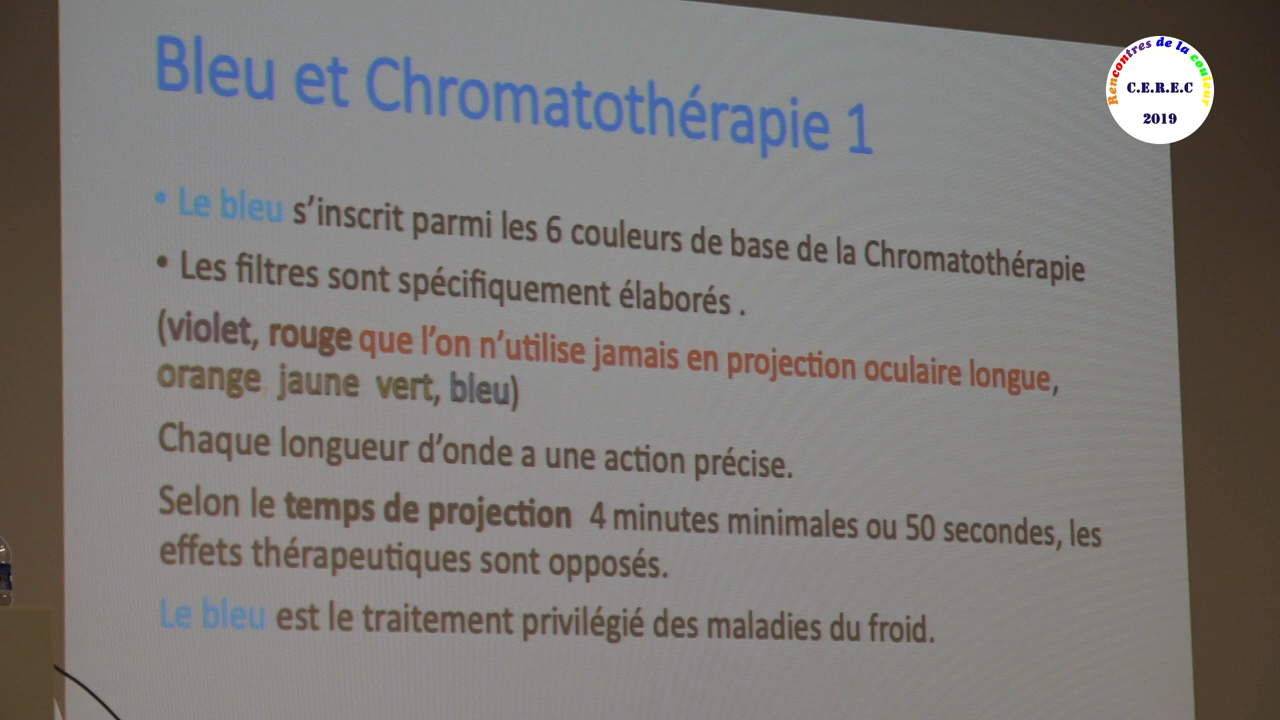 Bleu et Chromatothérapie 1
Rencontres de la couleur
C.E.R.E.C
2019
• Le bleu s'inscrit parmi les 6 couleurs de base de la Chromatothérapie
• Les filtres sont spécifiquement élaborés .
(violet, rouge que l'on n'utilise jamais en projection oculaire longue,
orange jaune vert, bleu)
Chaque longueur d'onde a une action précise.
Selon le temps de projection 4 minutes minimales ou 50 secondes, les
effets thérapeutiques sont opposés.
Le bleu est le traitement privilégié des maladies du froid.